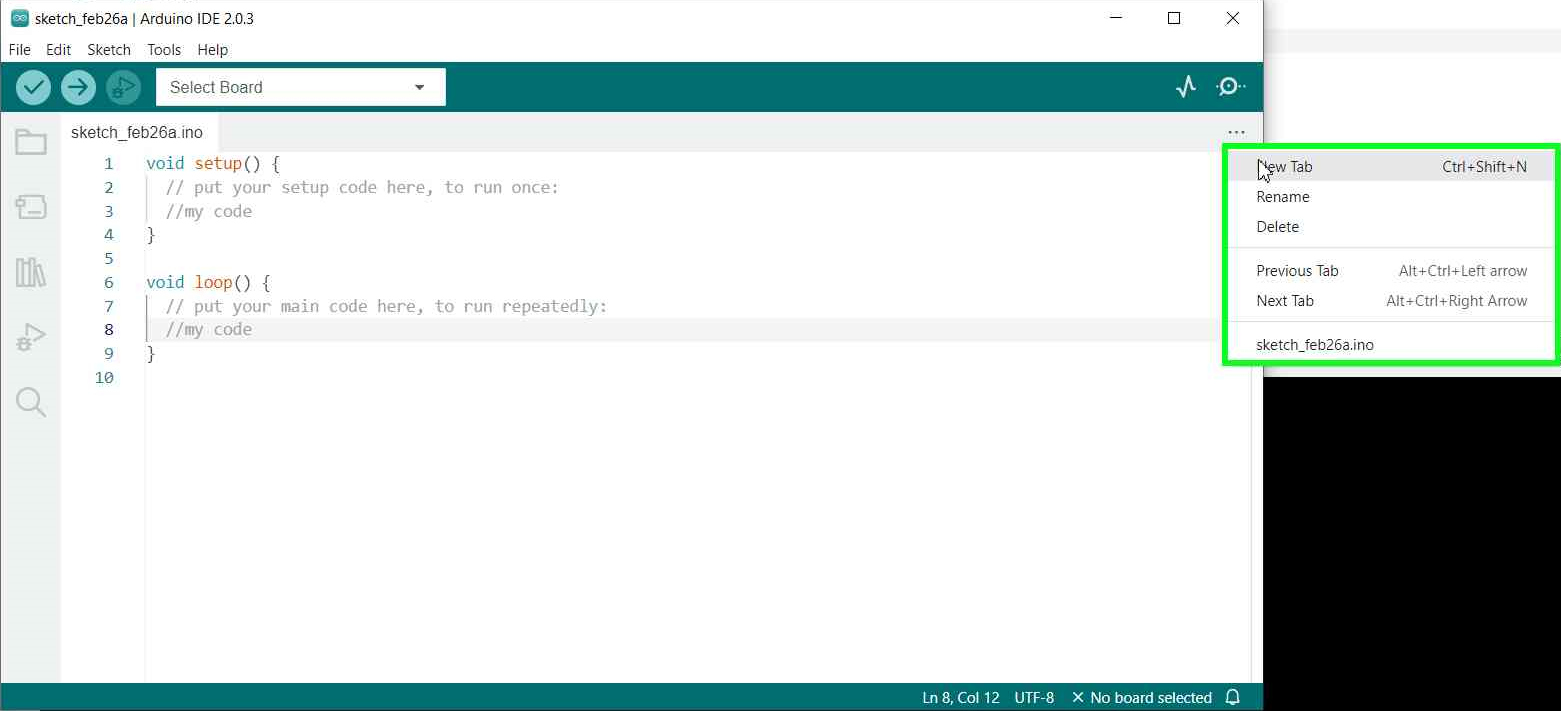 sketch_feb26a | Arduino IDE 2.0.3
File Edit Sketch Tools Help
Select Board
sketch_feb26a.ino
1 void setup() {
2 // put your setup code here, to run once:
3 //my code
4 }
5
6 void loop() {
7 // put your main code here, to run repeatedly:
8 //my code
9 }
10
New Tab Ctrl+Shift+N
Rename
Delete
Previous Tab Alt+Ctrl+Left arrow
Next Tab Alt+Ctrl+Right Arrow
sketch_feb26a.ino
Ln 8, Col 12 UTF-8 No board selected